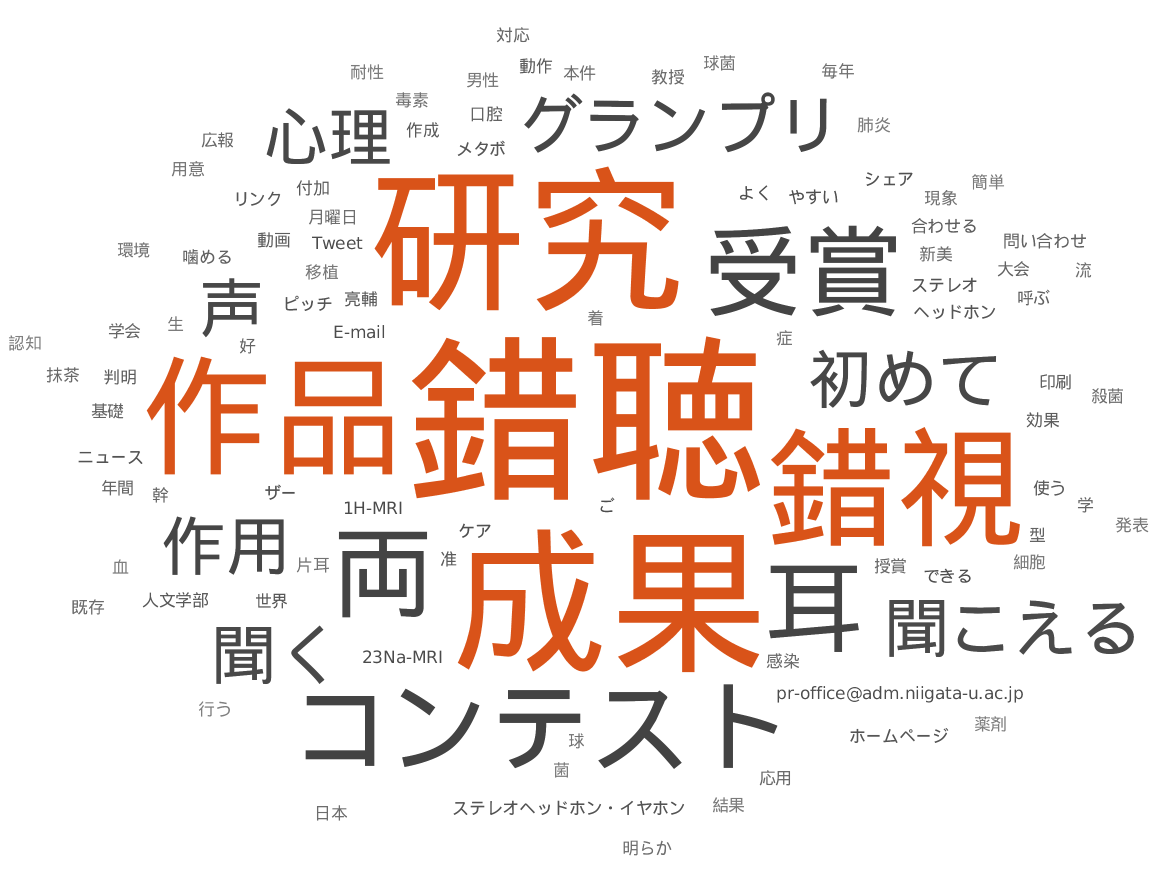 対応
耐性
男性
動作
本件
教授
球菌
毎年
毒素
口腔
グランプリ
肺炎
広報
心理
作成
メタボ
用意
リンク
付加
研究
よく
やすい
シェア
現象
簡単
月曜日
合わせる
環境
噛める
動画
Tweet
受賞
新美
問い合わせ
移植
大会
流
声
ピッチ
亮輔
ステレオ
呼ぶ
ヘッドホン
認知
学会
生
好
E-mail
着
症
抹茶
判明
作品
錯聴
初めて
印刷
殺菌
基礎
効果
ニュース
錯視
年間
幹
ザー
1H-MRI
ご
使う
学
発表
作用
ケア
型
血
片耳
両
准
成果
耳
授賞
できる
細胞
既存
人文学部
世界
聞こえる
聞く
23Na-MRI
感染
pr-office@adm.niigata-u.ac.jp
行う
コンテスト
球
ホームページ
薬剤
菌
応用
日本
ステレオヘッドホン・イヤホン
結果
明らか